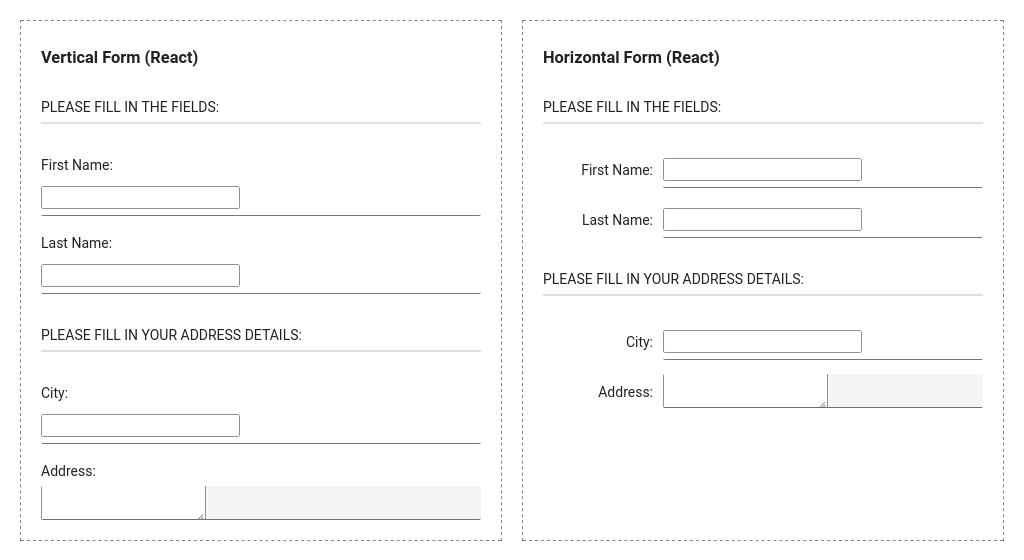 Vertical Form (React)
PLEASE FILL IN THE FIELDS:
First Name:
Last Name:
PLEASE FILL IN YOUR ADDRESS DETAILS:
City:
Address:
Horizontal Form (React)
PLEASE FILL IN THE FIELDS:
First Name:
Last Name:
PLEASE FILL IN YOUR ADDRESS DETAILS:
City:
Address: